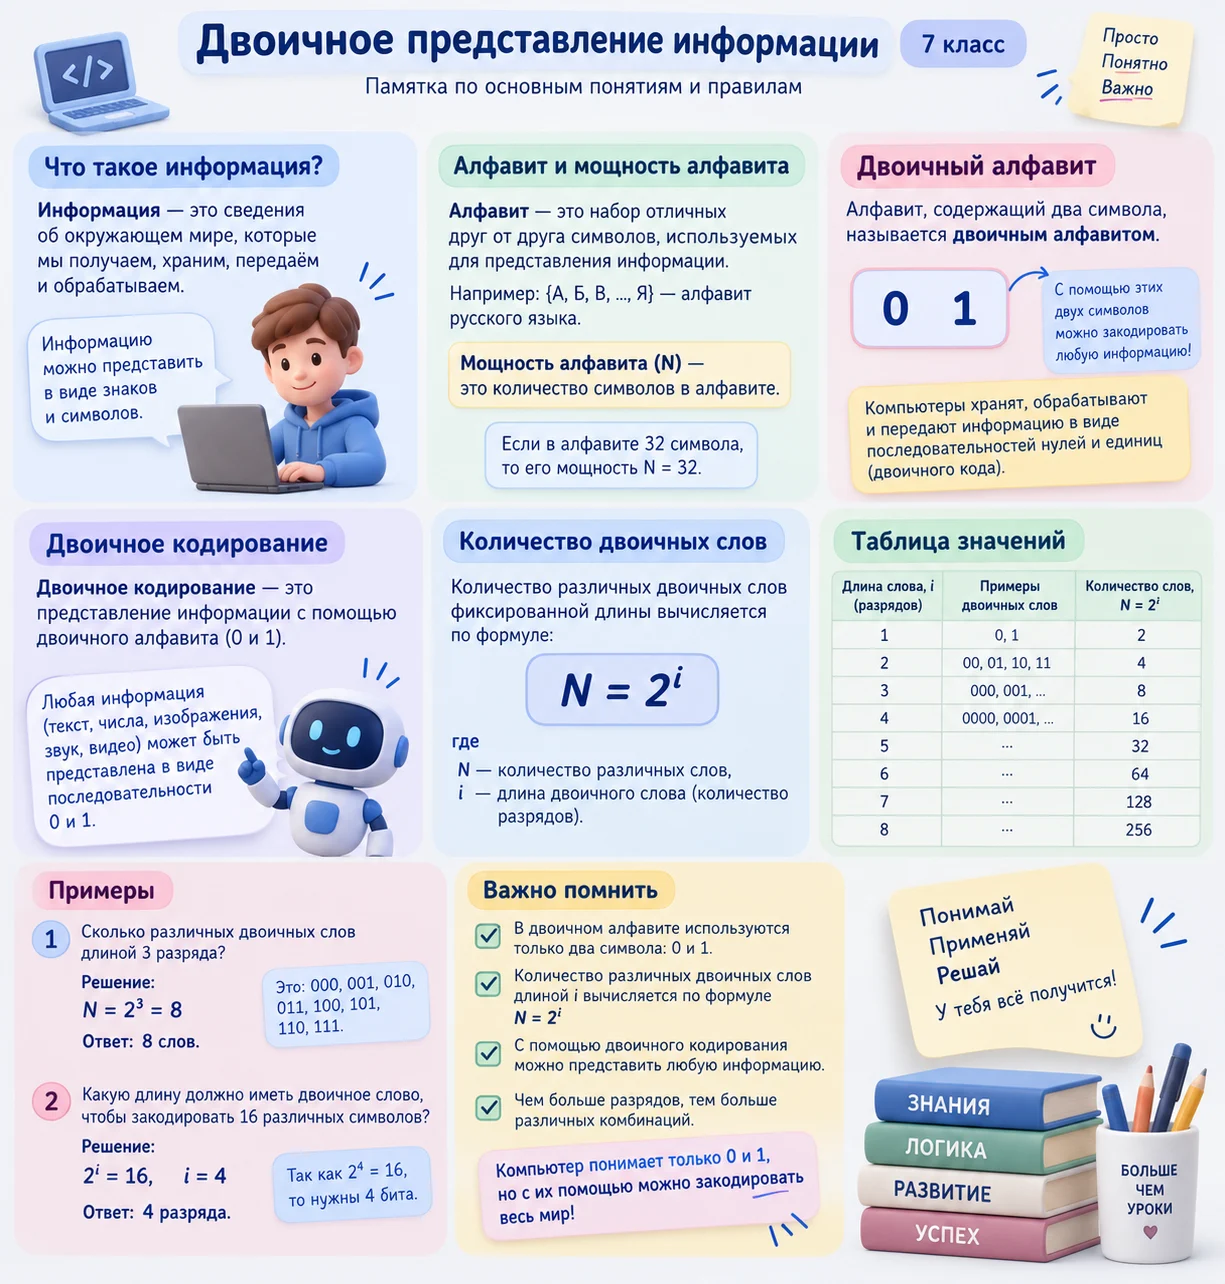 </>
Двоичное представление информации
7 класс
Памятка по основным понятиям и правилам
Просто
Понятно
Важно
Что такое информация?
Информация — это сведения
об окружающем мире, которые
мы получаем, храним, передаём
и обрабатываем.
Информацию
можно представить
в виде знаков
и символов.
Алфавит и мощность алфавита
Алфавит — это набор отличных
друг от друга символов, используемых
для представления информации.
Например: {А, Б, В, ..., Я} — алфавит
русского языка.
Мощность алфавита (N) —
это количество символов в алфавите.
Если в алфавите 32 символа,
то его мощность N = 32.
Двоичный алфавит
Алфавит, содержащий два символа,
называется двоичным алфавитом.
0 1
С помощью этих
двух символов
можно закодировать
любую информацию!
Компьютеры хранят, обрабатывают
и передают информацию в виде
последовательностей нулей и единиц
(двоичного кода).
Двоичное кодирование
Двоичное кодирование — это
представление информации с помощью
двоичного алфавита (0 и 1).
Любая информация
(текст, числа, изображения,
звук, видео) может быть
представлена в виде
последовательности
0 и 1.
Количество двоичных слов
Количество различных двоичных слов
фиксированной длины вычисляется
по формуле:
N = 2ⁱ
где
N — количество различных слов,
i — длина двоичного слова (количество
разрядов).
Таблица значений
Длина слова, i
(разрядов)
Примеры
двоичных слов
Количество слов,
N = 2ⁱ
1 0, 1 2
2 00, 01, 10, 11 4
3 000, 001, ... 8
4 0000, 0001, ... 16
5 ... 32
6 ... 64
7 ... 128
8 ... 256
Примеры
1
Сколько различных двоичных слов
длиной 3 разряда?
Решение:
N = 2³ = 8
Ответ: 8 слов.
Это: 000, 001, 010,
011, 100, 101,
110, 111.
2
Какую длину должно иметь двоичное слово,
чтобы закодировать 16 различных символов?
Решение:
2ⁱ = 16, i = 4
Ответ: 4 разряда.
Так как 2⁴ = 16,
то нужны 4 бита.
Важно помнить
В двоичном алфавите используются
только два символа: 0 и 1.
Количество различных двоичных слов
длиной i вычисляется по формуле
N = 2ⁱ
С помощью двоичного кодирования
можно представить любую информацию.
Чем больше разрядов, тем больше
различных комбинаций.
Компьютер понимает только 0 и 1,
но с их помощью можно закодировать
весь мир!
Понимай
Применяй
Решай
У тебя всё получится!
ЗНАНИЯ
ЛОГИКА
РАЗВИТИЕ
УСПЕХ
БОЛЬШЕ
ЧЕМ
УРОКИ